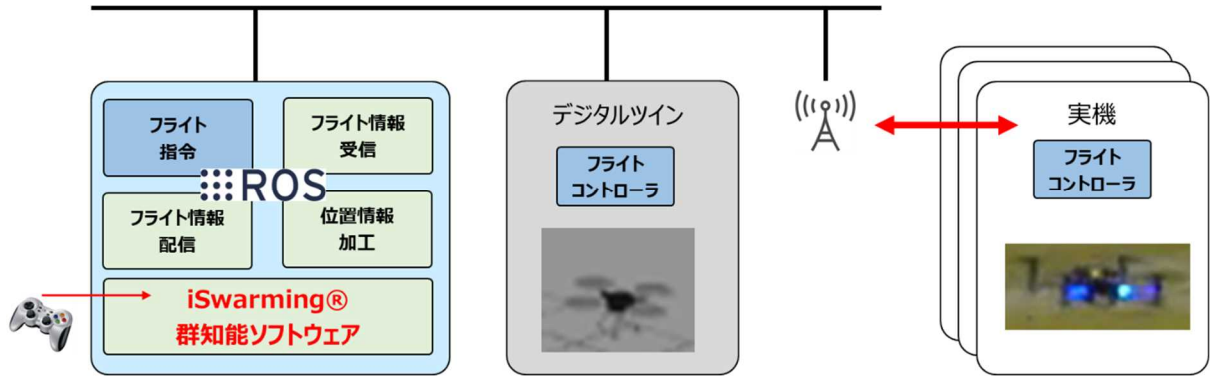 フライト
指令
フライト情報
受信
ROS
フライト情報
配信
位置情報
加工
iSwarming®
群知能ソフトウェア
デジタルツイン
フライト
コントローラ
実機
フライト
コントローラ